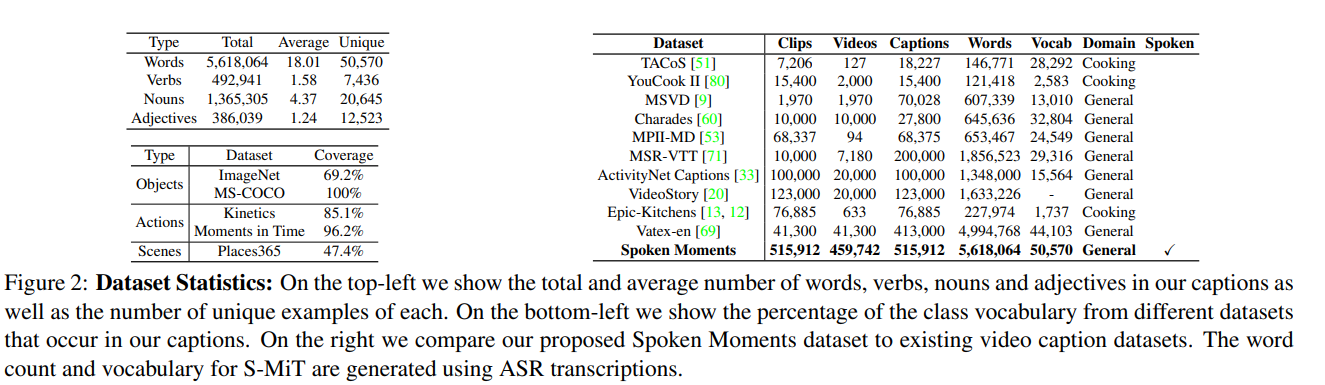 Type Total Average Unique
Words 5,618,064 18.01 50,570
Verbs 492,941 1.58 7,436
Nouns 1,365,305 4.37 20,645
Adjectives 386,039 1.24 12,523
Type Dataset Coverage
Objects ImageNet 69.2%
MS-COCO 100%
Actions Kinetics 85.1%
Moments in Time 96.2%
Scenes Places365 47.4%
Dataset Clips Videos Captions Words Vocab Domain Spoken
TACoS [51] 7,206 127 18,227 146,771 28,292 Cooking
YouCook II [80] 15,400 2,000 15,400 121,418 2,583 Cooking
MSVD [9] 1,970 1,970 70,028 607,339 13,010 General
Charades [60] 10,000 10,000 27,800 645,636 32,804 General
MPII-MD [53] 68,337 94 68,375 653,467 24,549 General
MSR-VTT [71] 10,000 7,180 200,000 1,856,523 29,316 General
ActivityNet Captions [33] 100,000 20,000 100,000 1,348,000 15,564 General
VideoStory [20] 123,000 20,000 123,000 1,633,226 - General
Epic-Kitchens [13, 12] 76,885 633 76,885 227,974 1,737 Cooking
Vatex-en [69] 41,300 41,300 413,000 4,994,768 44,103 General
Spoken Moments 515,912 459,742 515,912 5,618,064 50,570 General ✓
Figure 2: Dataset Statistics: On the top-left we show the total and average number of words, verbs, nouns and adjectives in our captions as
well as the number of unique examples of each. On the bottom-left we show the percentage of the class vocabulary from different datasets
that occur in our captions. On the right we compare our proposed Spoken Moments dataset to existing video caption datasets. The word
count and vocabulary for S-MiT are generated using ASR transcriptions.